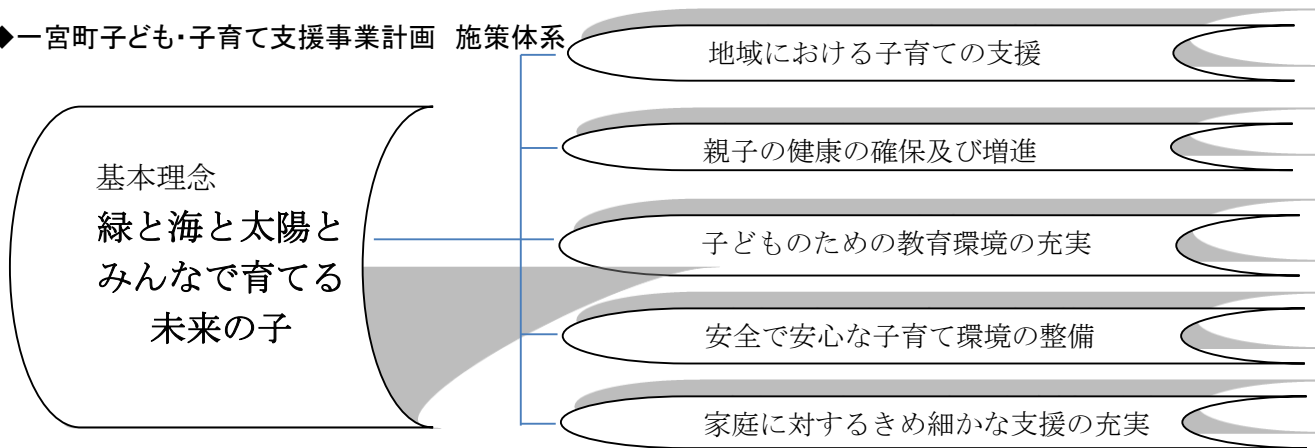 ◆一宮町子ども・子育て支援事業計画 施策体系
基本理念
緑と海と太陽と
みんなで育てる
未来の子
地域における子育ての支援
親子の健康の確保及び増進
子どものための教育環境の充実
安全で安心な子育て環境の整備
家庭に対するきめ細かな支援の充実